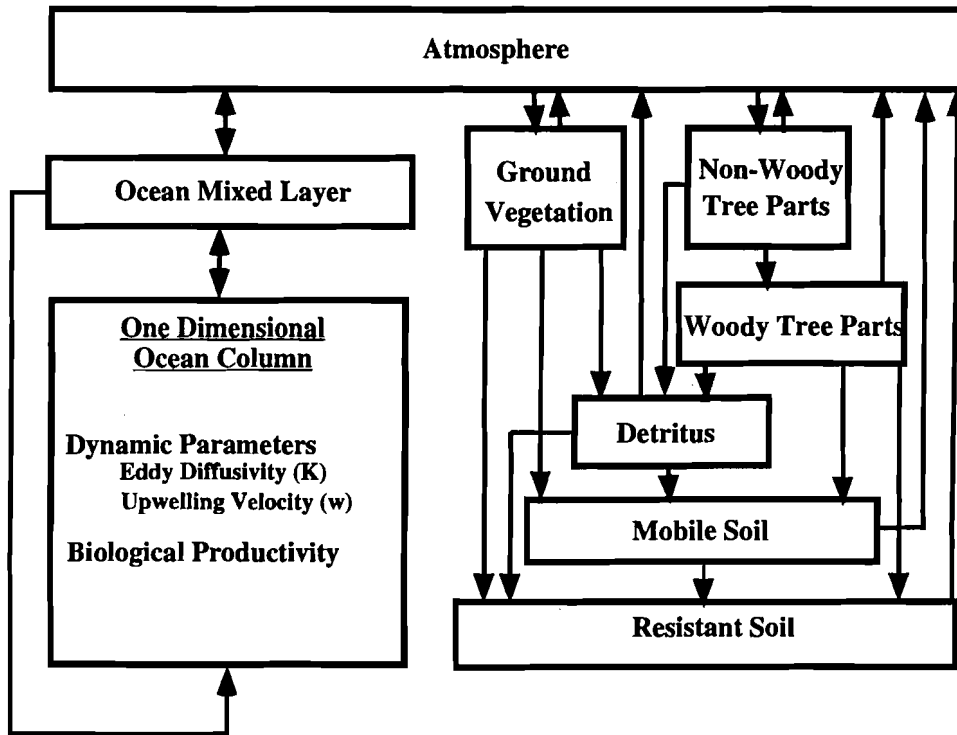 Atmosphere
Ocean Mixed Layer
Ground
Vegetation
Non-Woody
Tree Parts
One Dimensional
Ocean Column
Woody Tree Parts
Dynamic Parameters
Eddy Diffusivity (K)
Upwelling Velocity (w)
Biological Productivity
Detritus
Mobile Soil
Resistant Soil